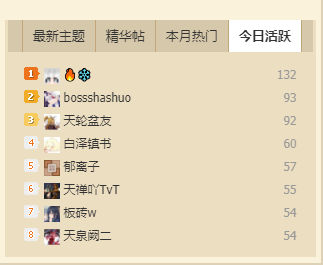 最新主题 精华帖 本月热门 今日活跃
1 🔥❄ 132
2 bossshashuo 93
3 天轮盆友 92
4 白泽镇书 60
5 郁离子 57
6 天禅吖TvT 55
7 板砖w 54
8 天泉阙二 54